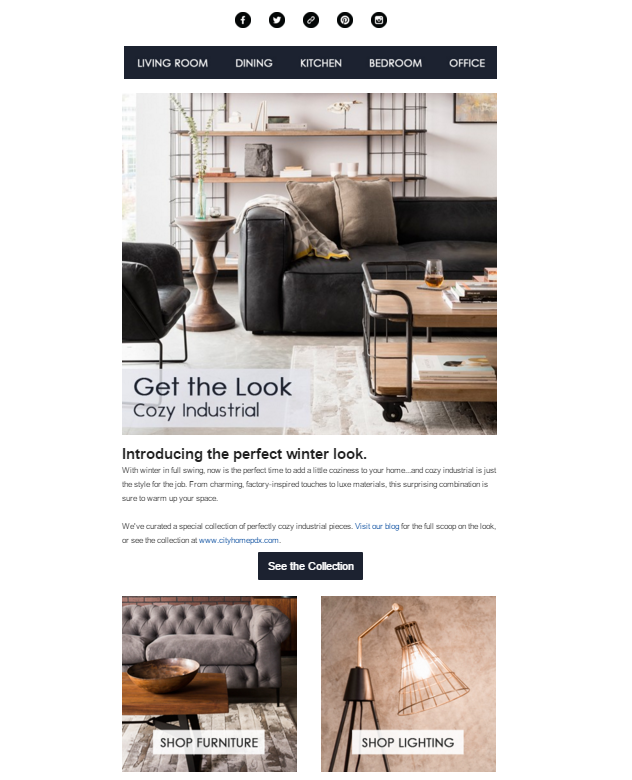 LIVING ROOM DINING KITCHEN BEDROOM OFFICE
Get the Look
Cozy Industrial
Introducing the perfect winter look.
With winter in full swing, now is the perfect time to add a little coziness to your home...and cozy industrial is just
the style for the job. From charming, factory-inspired touches to luxe materials, this surprising combination is
sure to warm up your space.
We've curated a special collection of perfectly cozy industrial pieces. Visit our blog for the full scoop on the look,
or see the collection at www.cityhomepdx.com.
See the Collection
SHOP FURNITURE
SHOP LIGHTING